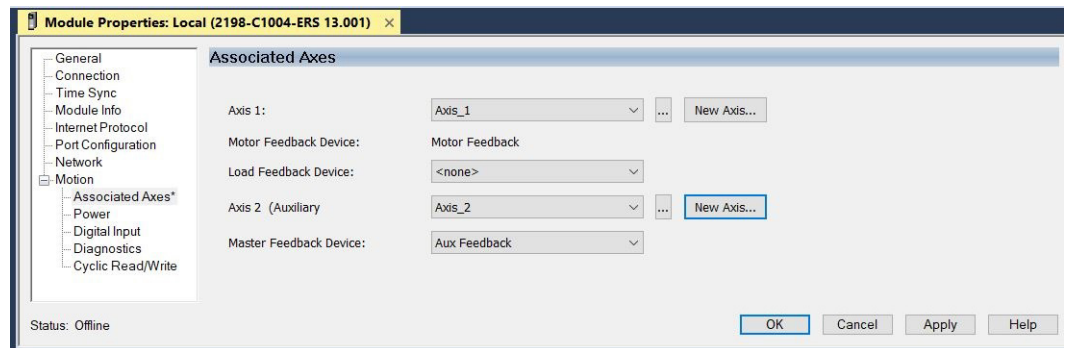 Module Properties: Local (2198-C1004-ERS 13.001) ×
General
Connection
Time Sync
Module Info
Internet Protocol
Port Configuration
Network
Motion
Associated Axes*
Power
Digital Input
Diagnostics
Cyclic Read/Write
Associated Axes
Axis 1: Axis_1 ... New Axis...
Motor Feedback Device: Motor Feedback
Load Feedback Device: <none>
Axis 2 (Auxiliary Axis_2 ... New Axis...
Master Feedback Device: Aux Feedback
Status: Offline OK Cancel Apply Help